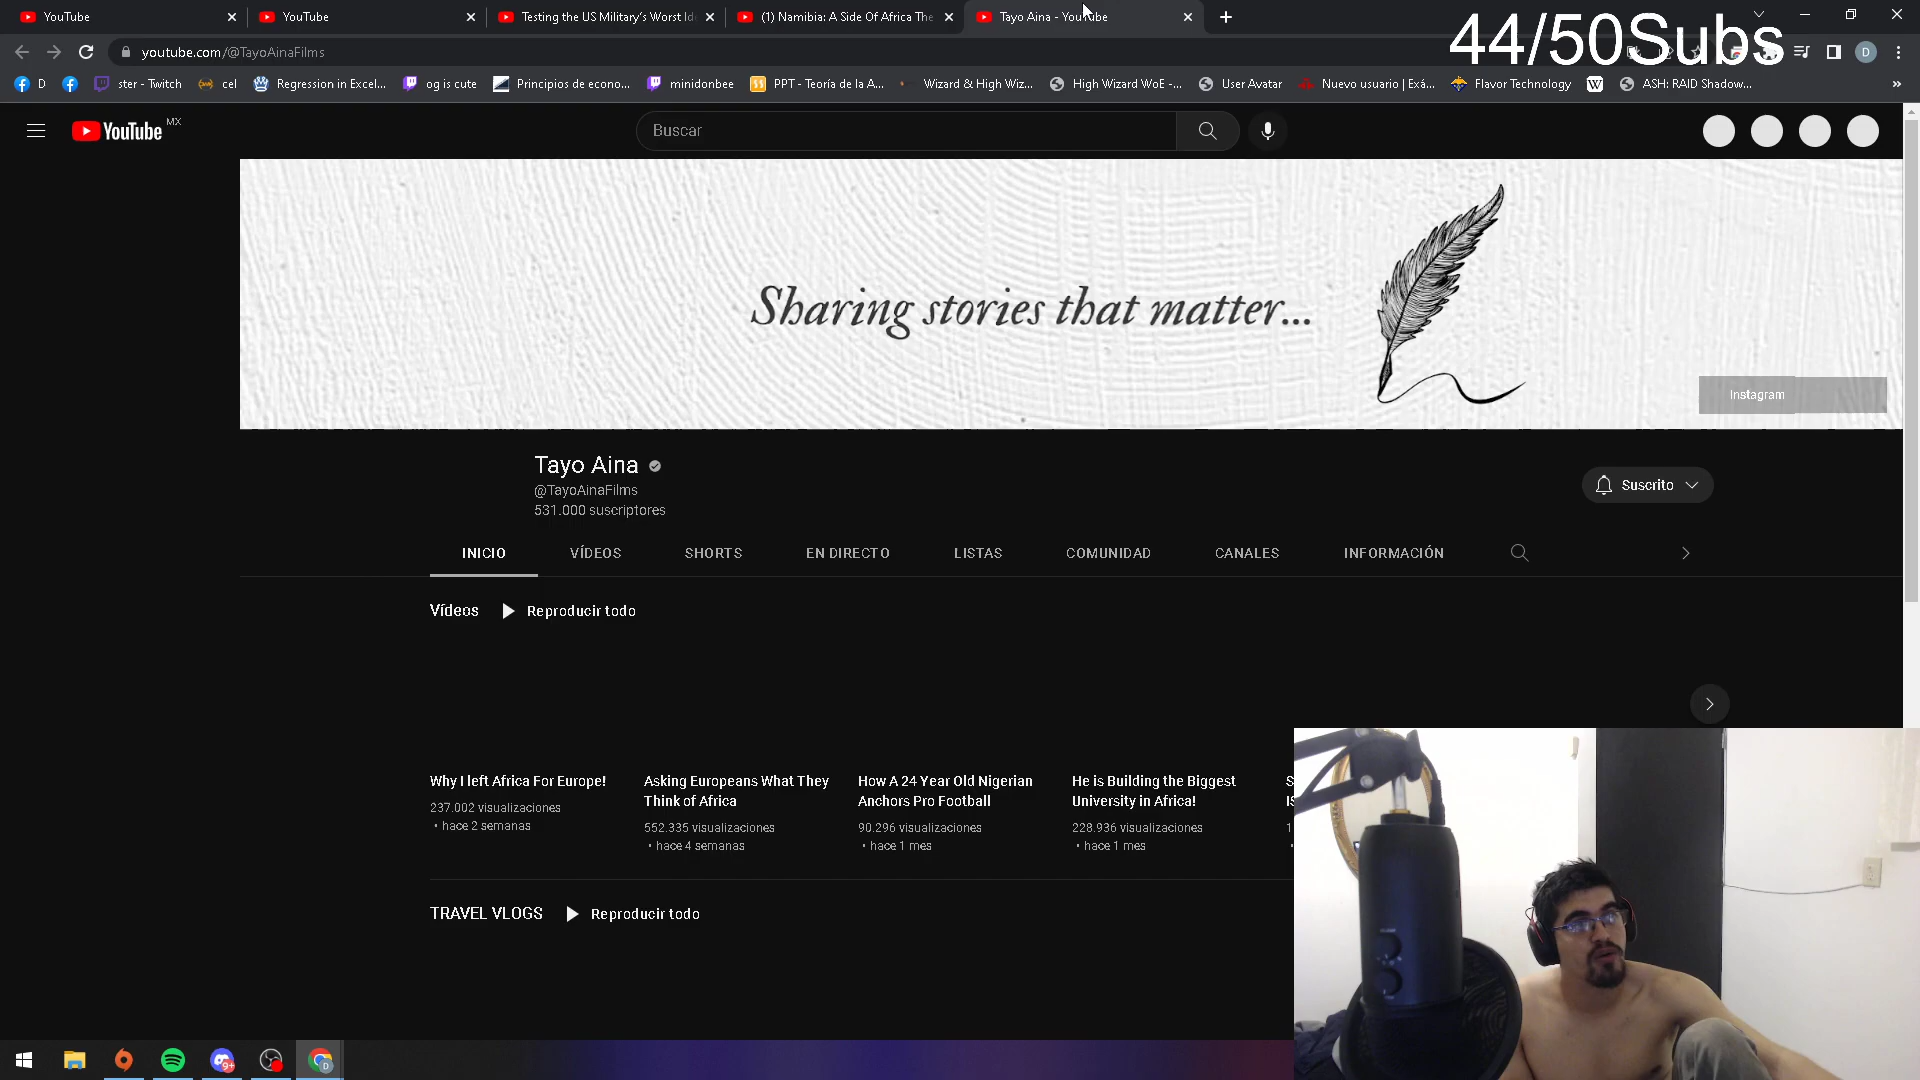 YouTube
YouTube
Testing the US Military's Worst Id
(1) Namibia: A Side Of Africa The
Tayo Aina - YouTube
44/50Subs
youtube.com/@TayoAinaFilms
D
D
ster - Twitch
cel
Regression in Excel...
og is cute
Principios de econo...
minidonbee
PPT - Teoría de la A...
Wizard & High Wiz...
High Wizard WoE -...
User Avatar
Nuevo usuario | Exá...
Flavor Technology
W
ASH: RAID Shadow...
»
YouTube MX
Buscar
Sharing stories that matter...
Instagram
Tayo Aina
@TayoAinaFilms
531.000 suscriptores
Suscrito
INICIO
VÍDEOS
SHORTS
EN DIRECTO
LISTAS
COMUNIDAD
CANALES
INFORMACIÓN
Vídeos
Reproducir todo
Why I left Africa For Europe!
237.002 visualizaciones
• hace 2 semanas
Asking Europeans What They
Think of Africa
552.335 visualizaciones
• hace 4 semanas
How A 24 Year Old Nigerian
Anchors Pro Football
90.296 visualizaciones
• hace 1 mes
He is Building the Biggest
University in Africa!
228.936 visualizaciones
• hace 1 mes
TRAVEL VLOGS
Reproducir todo
9+